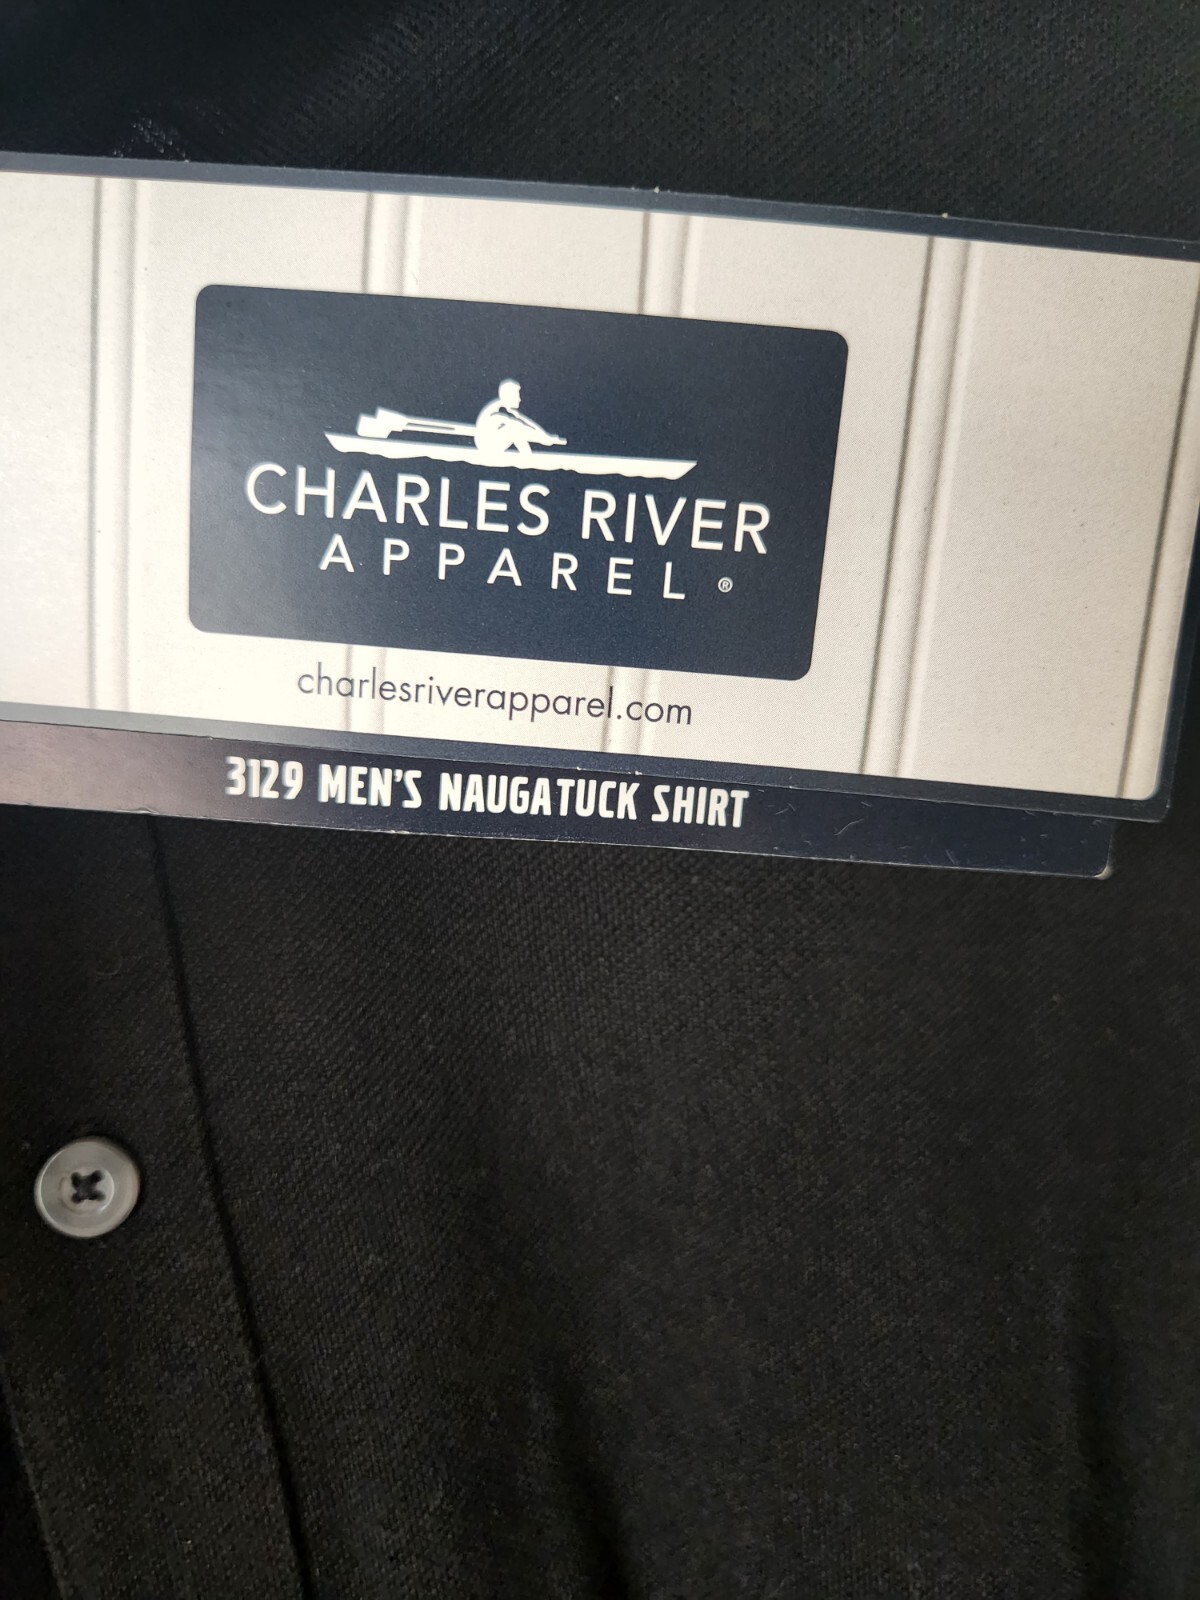 CHARLES RIVER
APPAREL ®
charlesriverapparel.com
3129 MEN'S NAUGATUCK SHIRT